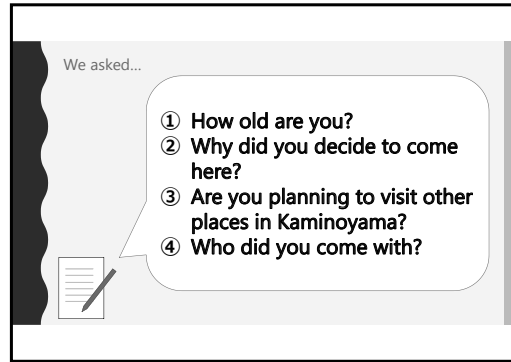 We asked...
① How old are you?
② Why did you decide to come
here?
③ Are you planning to visit other
places in Kaminoyama?
④ Who did you come with?